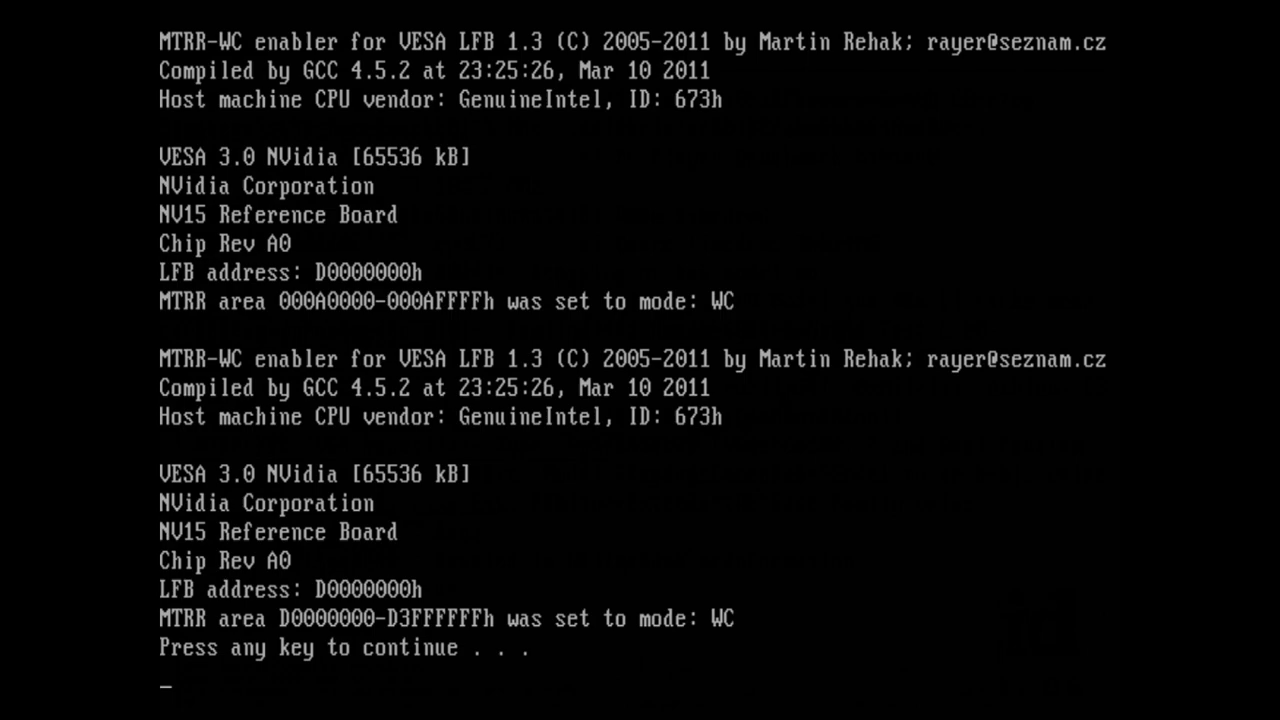 MTRR-WC enabler for VESA LFB 1.3 (C) 2005-2011 by Martin Rehak; rayer@seznam.cz
Compiled by GCC 4.5.2 at 23:25:26, Mar 10 2011
Host machine CPU vendor: GenuineIntel, ID: 673h
VESA 3.0 NVidia [65536 kB]
NVidia Corporation
NV15 Reference Board
Chip Rev A0
LFB address: D0000000h
MTRR area 000A0000-000AFFFFh was set to mode: WC
MTRR-WC enabler for VESA LFB 1.3 (C) 2005-2011 by Martin Rehak; rayer@seznam.cz
Compiled by GCC 4.5.2 at 23:25:26, Mar 10 2011
Host machine CPU vendor: GenuineIntel, ID: 673h
VESA 3.0 NVidia [65536 kB]
NVidia Corporation
NV15 Reference Board
Chip Rev A0
LFB address: D0000000h
MTRR area D0000000-D3FFFFFFh was set to mode: WC
Press any key to continue . . .
_